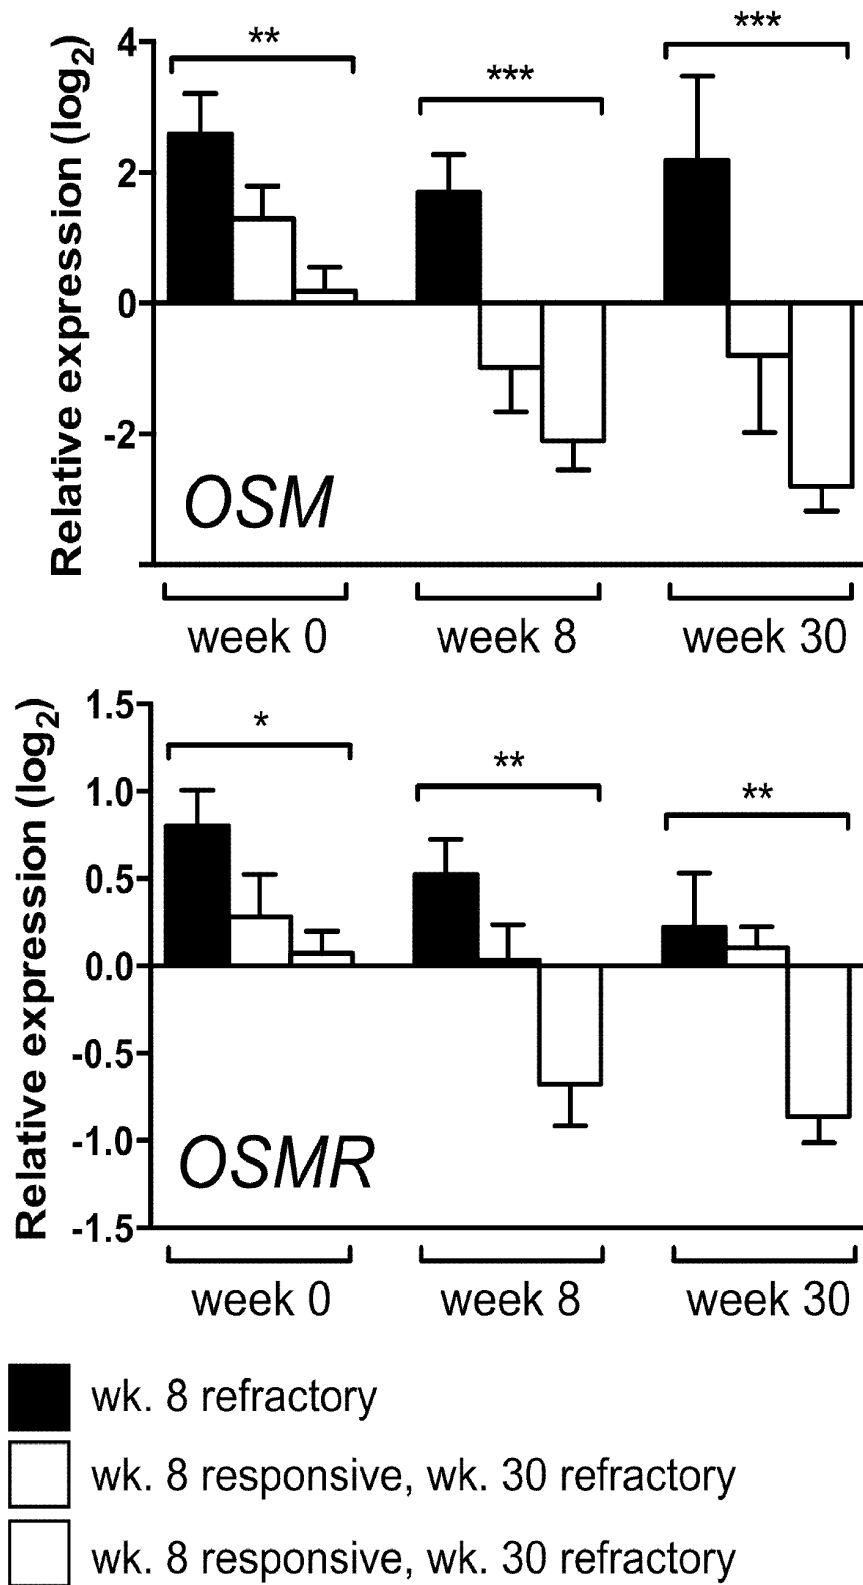 Relative expression (log2)
4
2
0
-2
**
***
***
OSM
week 0
week 8
week 30
Relative expression (log2)
1.5
1.0
0.5
0.0
-0.5
-1.0
-1.5
*
**
**
OSMR
week 0
week 8
week 30
wk. 8 refractory
wk. 8 responsive, wk. 30 refractory
wk. 8 responsive, wk. 30 refractory